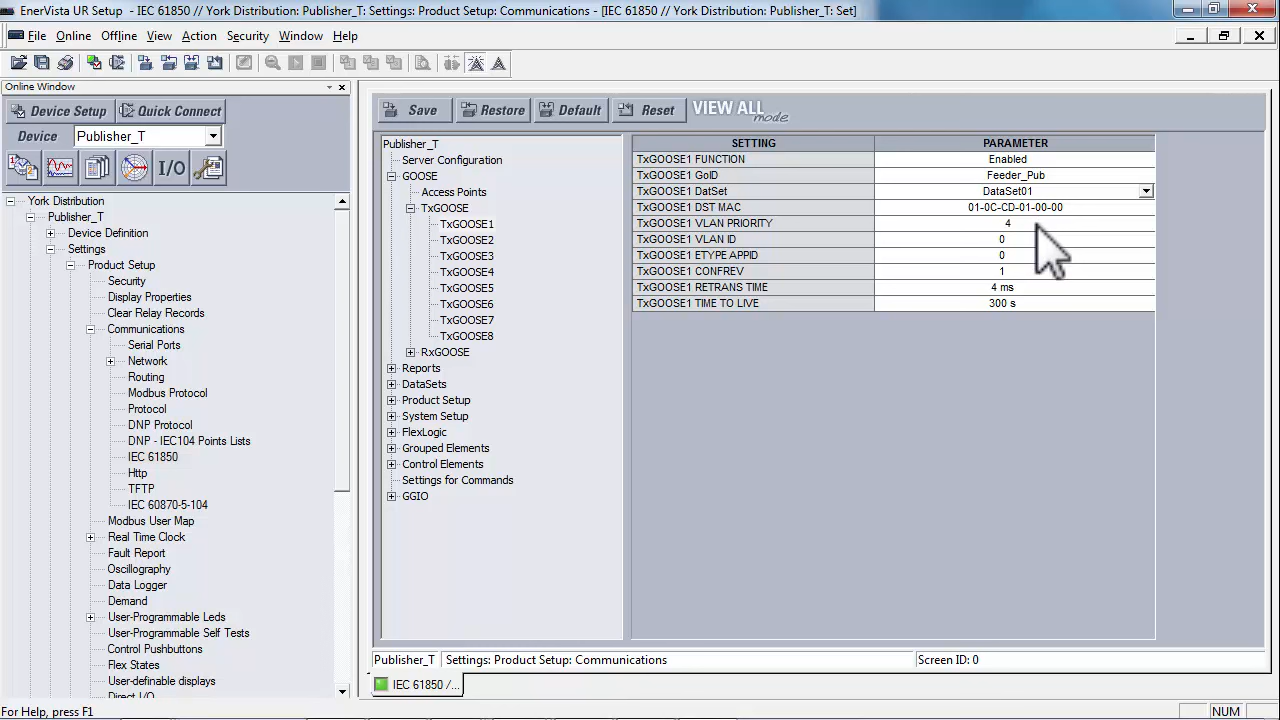 EnerVista UR Setup - IEC 61850 // York Distribution: Publisher_T: Settings: Product Setup: Communications - [IEC 61850 // York Distribution: Publisher_T: Set]
File Online Offline View Action Security Window Help
Online Window
Device Setup Quick Connect
Device Publisher_T
I/O
York Distribution
Publisher_T
Device Definition
Settings
Product Setup
Security
Display Properties
Clear Relay Records
Communications
Serial Ports
Network
Routing
Modbus Protocol
Protocol
DNP Protocol
DNP - IEC104 Points Lists
IEC 61850
Http
TFTP
IEC 60870-5-104
Modbus User Map
Real Time Clock
Fault Report
Oscillography
Data Logger
Demand
User-Programmable Leds
User-Programmable Self Tests
Control Pushbuttons
Flex States
User-definable displays
Direct I/O
Save Restore Default Reset VIEW ALL mode
Publisher_T
Server Configuration
GOOSE
Access Points
TxGOOSE
TxGOOSE1
TxGOOSE2
TxGOOSE3
TxGOOSE4
TxGOOSE5
TxGOOSE6
TxGOOSE7
TxGOOSE8
RxGOOSE
Reports
DataSets
Product Setup
System Setup
FlexLogic
Grouped Elements
Control Elements
Settings for Commands
GGIO
SETTING PARAMETER
TxGOOSE1 FUNCTION Enabled
TxGOOSE1 GoID Feeder_Pub
TxGOOSE1 DatSet DataSet01
TxGOOSE1 DST MAC 01-0C-CD-01-00-00
TxGOOSE1 VLAN PRIORITY 4
TxGOOSE1 VLAN ID 0
TxGOOSE1 ETYPE APPID 0
TxGOOSE1 CONFREV 1
TxGOOSE1 RETRANS TIME 4 ms
TxGOOSE1 TIME TO LIVE 300 s
Publisher_T Settings: Product Setup: Communications Screen ID: 0
IEC 61850 /...
For Help, press F1 NUM